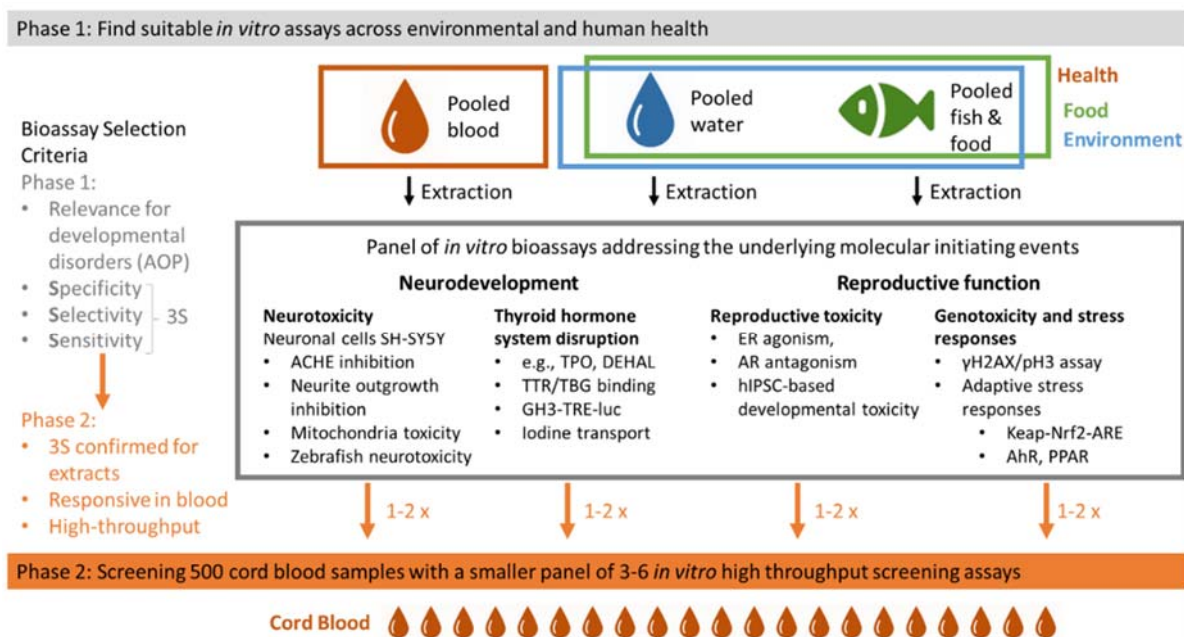 Phase 1: Find suitable in vitro assays across environmental and human health
Pooled
blood
Pooled
water
Pooled
fish &
food
Health
Food
Environment
Extraction
Extraction
Extraction
Bioassay Selection
Criteria
Phase 1:
• Relevance for
developmental
disorders (AOP)
• Specificity
• Selectivity
• Sensitivity
3S
Phase 2:
• 3S confirmed for
extracts
• Responsive in blood
• High-throughput
Panel of in vitro bioassays addressing the underlying molecular initiating events
Neurodevelopment
Neurotoxicity
Neuronal cells SH-SY5Y
• ACHE inhibition
• Neurite outgrowth
inhibition
• Mitochondria toxicity
• Zebrafish neurotoxicity
Thyroid hormone
system disruption
• e.g., TPO, DEHAL
• TTR/TBG binding
• GH3-TRE-luc
• Iodine transport
Reproductive function
Reproductive toxicity
• ER agonism,
• AR antagonism
• hIPSC-based
developmental toxicity
Genotoxicity and stress
responses
• γH2AX/pH3 assay
• Adaptive stress
responses
• Keap-Nrf2-ARE
• AhR, PPAR
1-2 x
1-2 x
1-2 x
1-2 x
Phase 2: Screening 500 cord blood samples with a smaller panel of 3-6 in vitro high throughput screening assays
Cord Blood